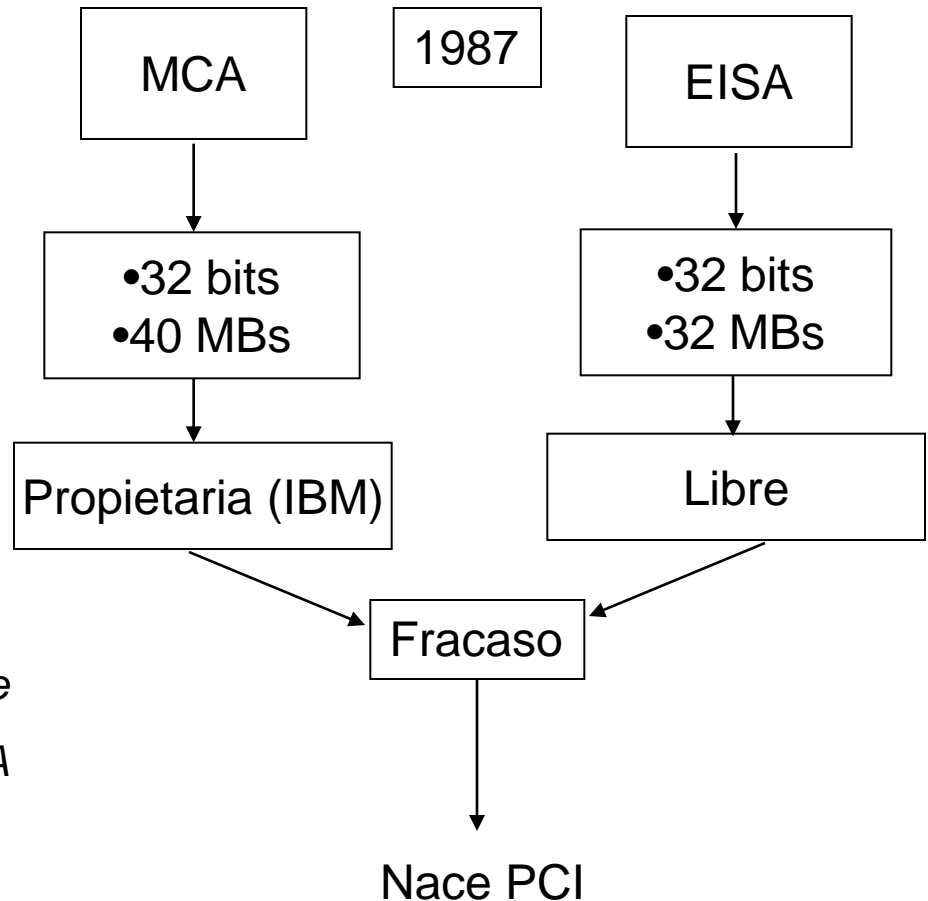 MCA
1987
EISA
•32 bits
•40 MBs
•32 bits
•32 MBs
Propietaria (IBM)
Libre
Fracaso
e
A
Nace PCI